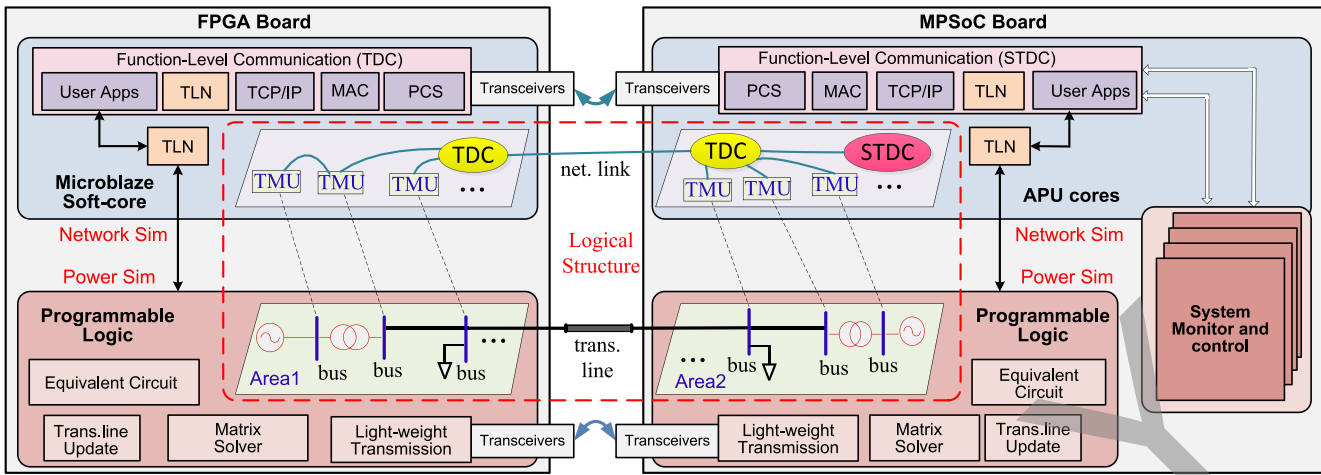 FPGA Board
Function-Level Communication (TDC)
User Apps
TLN
TCP/IP
MAC
PCS
Transceivers
TLN
Microblaze
Soft-core
TMU
TMU
TMU
TDC
...
Network Sim
Power Sim
Programmable
Logic
Equivalent Circuit
Trans.line
Update
Matrix
Solver
Light-weight
Transmission
Transceivers
Area1
bus
bus
bus
...
net. link
Logical
Structure
trans.
line
MPSoC Board
Function-Level Communication (STDC)
Transceivers
PCS
MAC
TCP/IP
TLN
User Apps
TDC
STDC
TMU
TMU
TMU
...
TLN
APU cores
Network Sim
Power Sim
...
Area2
bus
bus
bus
Programmable
Logic
Equivalent
Circuit
Transceivers
Light-weight
Transmission
Matrix
Solver
Trans.line
Update
System
Monitor and
control